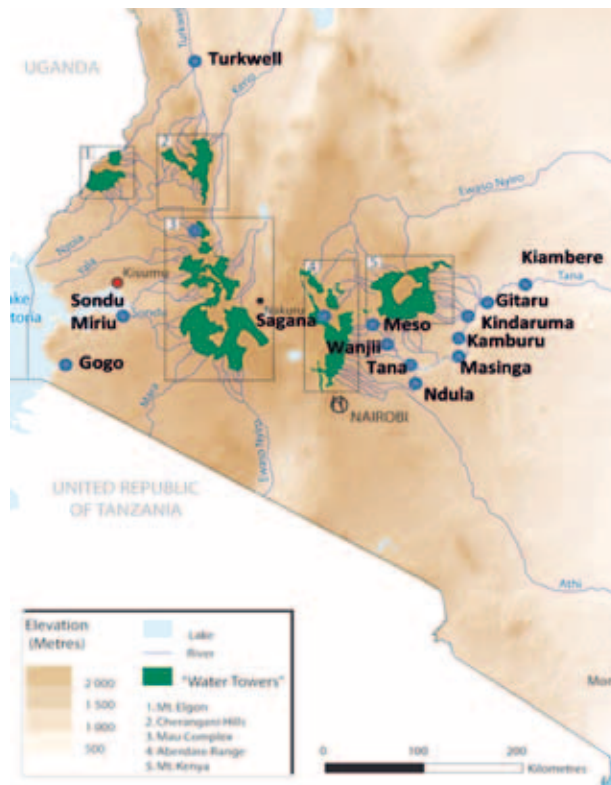 UGANDA
Turkwell
Turkwel
Kerio
1
2
Ewaso Nyiro
Nzoia
3
Yala
Kisumu
4
5
Kiambere
Tana
Lake
Victoria
Sondu
Miriu
Sondu
Nakuru
Sagana
Meso
Gitaru
Kindaruma
Wanjii
Kamburu
Gogo
Tana
Masinga
Ndula
Mara
NAIROBI
Ewaso Nyiro
UNITED REPUBLIC
OF TANZANIA
Athi
Elevation
(Metres)
2 000
1 500
1 000
500
Lake
River
"Water Towers"
1. Mt Elgon
2. Cherangani Hills
3. Mau Complex
4. Aberdare Range
5. Mt Kenya
Mo
0 100 200
Kilometres